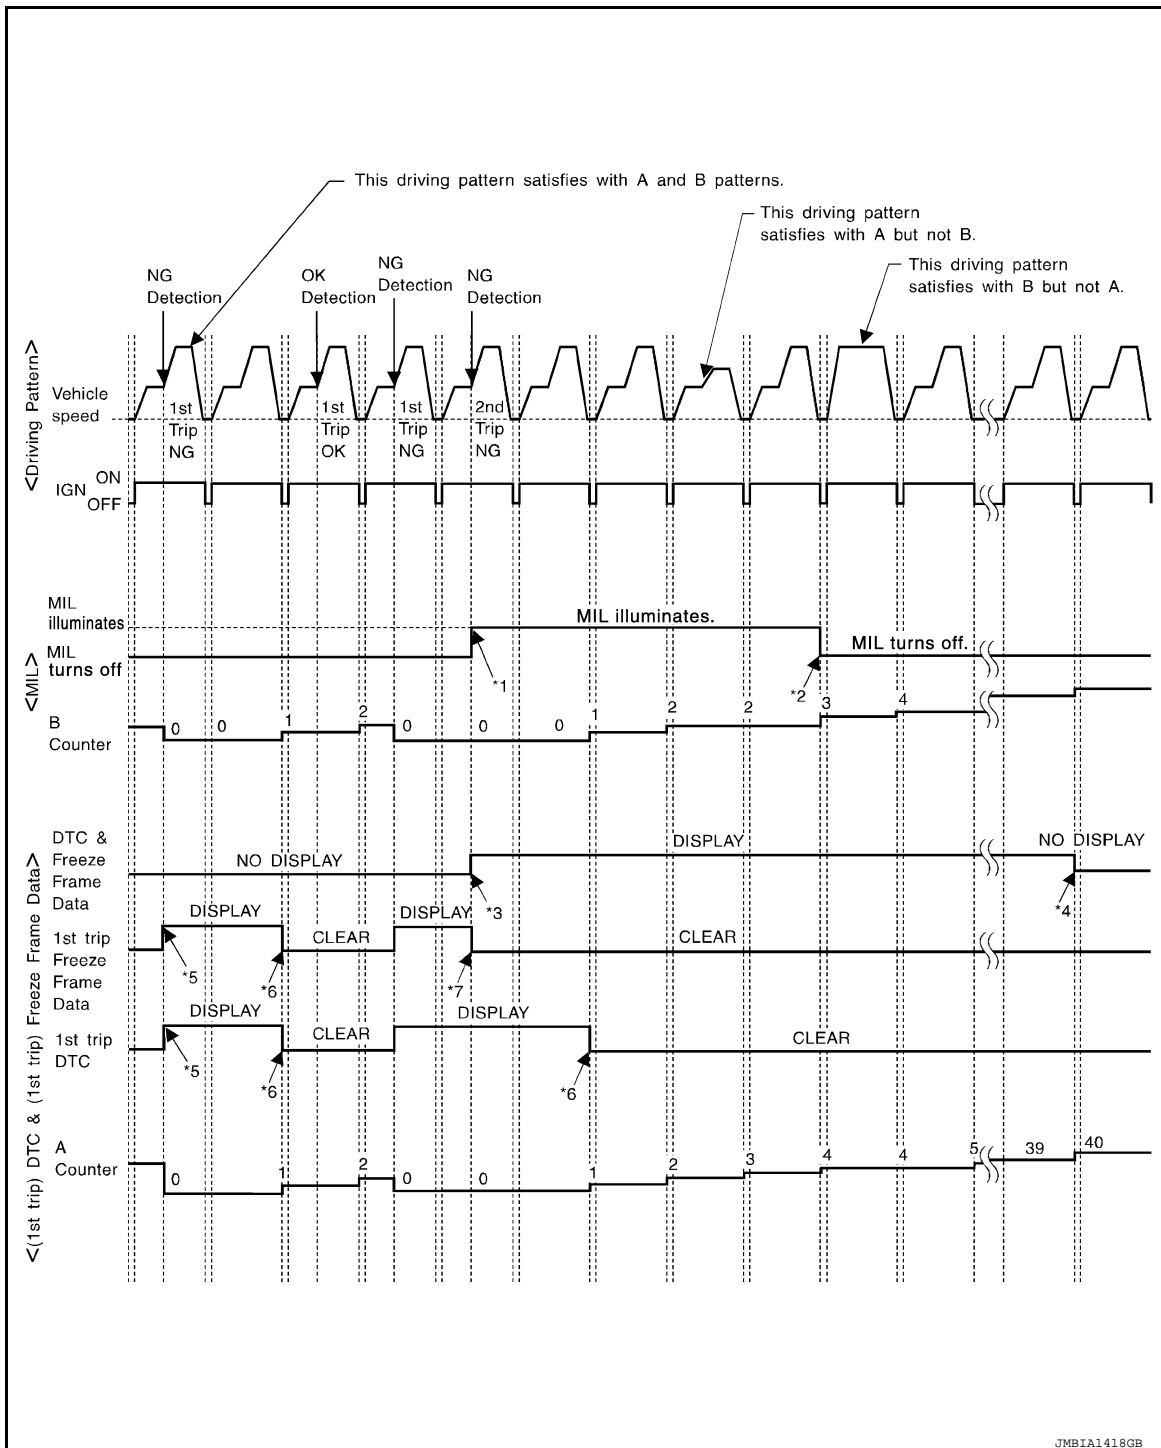 This driving pattern satisfies with A and B patterns.
This driving pattern
satisfies with A but not B.
This driving pattern
satisfies with B but not A.
NG
Detection
OK
Detection
NG
Detection
NG
Detection
<Driving Pattern>
Vehicle
speed
1st
Trip
NG
1st
Trip
OK
1st
Trip
NG
2nd
Trip
NG
IGN
ON
OFF
<MIL>
MIL
illuminates
MIL illuminates.
MIL
turns off
MIL turns off.
*1
*2
B
Counter
0 0 1 2 0 0 0 1 2 2 3 4
<(1st trip) DTC & (1st trip) Freeze Frame Data>
DTC &
Freeze
Frame
Data
NO DISPLAY
DISPLAY
NO DISPLAY
*3
*4
1st trip
Freeze
Frame
Data
DISPLAY
CLEAR
DISPLAY
CLEAR
*5
*6
*7
1st trip
DTC
DISPLAY
CLEAR
DISPLAY
CLEAR
*5
*6
*6
A
Counter
0 1 2 0 0 1 2 3 4 4 5 39 40
JMBIA1418GB